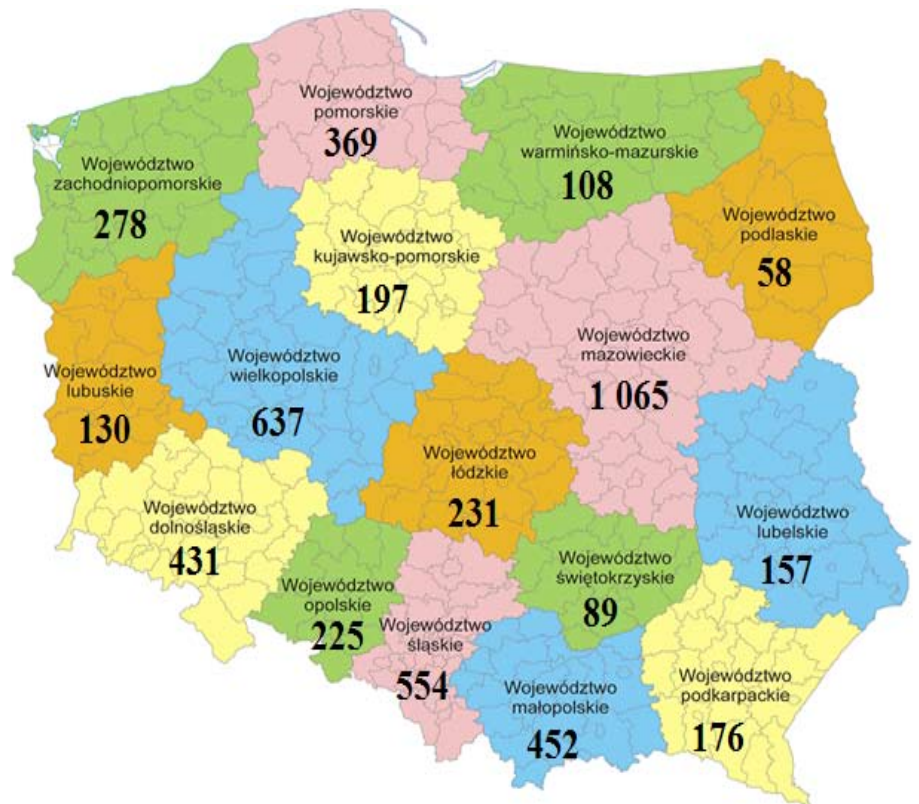 Województwo
pomorskie
369
Województwo
warmińsko-mazurskie
108
Województwo
zachodniopomorskie
278
Województwo
podlaskie
58
Województwo
kujawsko-pomorskie
197
Województwo
mazowieckie
1 065
Województwo
wielkopolskie
637
Województwo
lubuskie
130
Województwo
łódzkie
231
Województwo
dolnośląskie
431
Województwo
lubelskie
157
Województwo
świętokrzyskie
89
Województwo
opolskie
225
Województwo
śląskie
554
Województwo
małopolskie
452
Województwo
podkarpackie
176